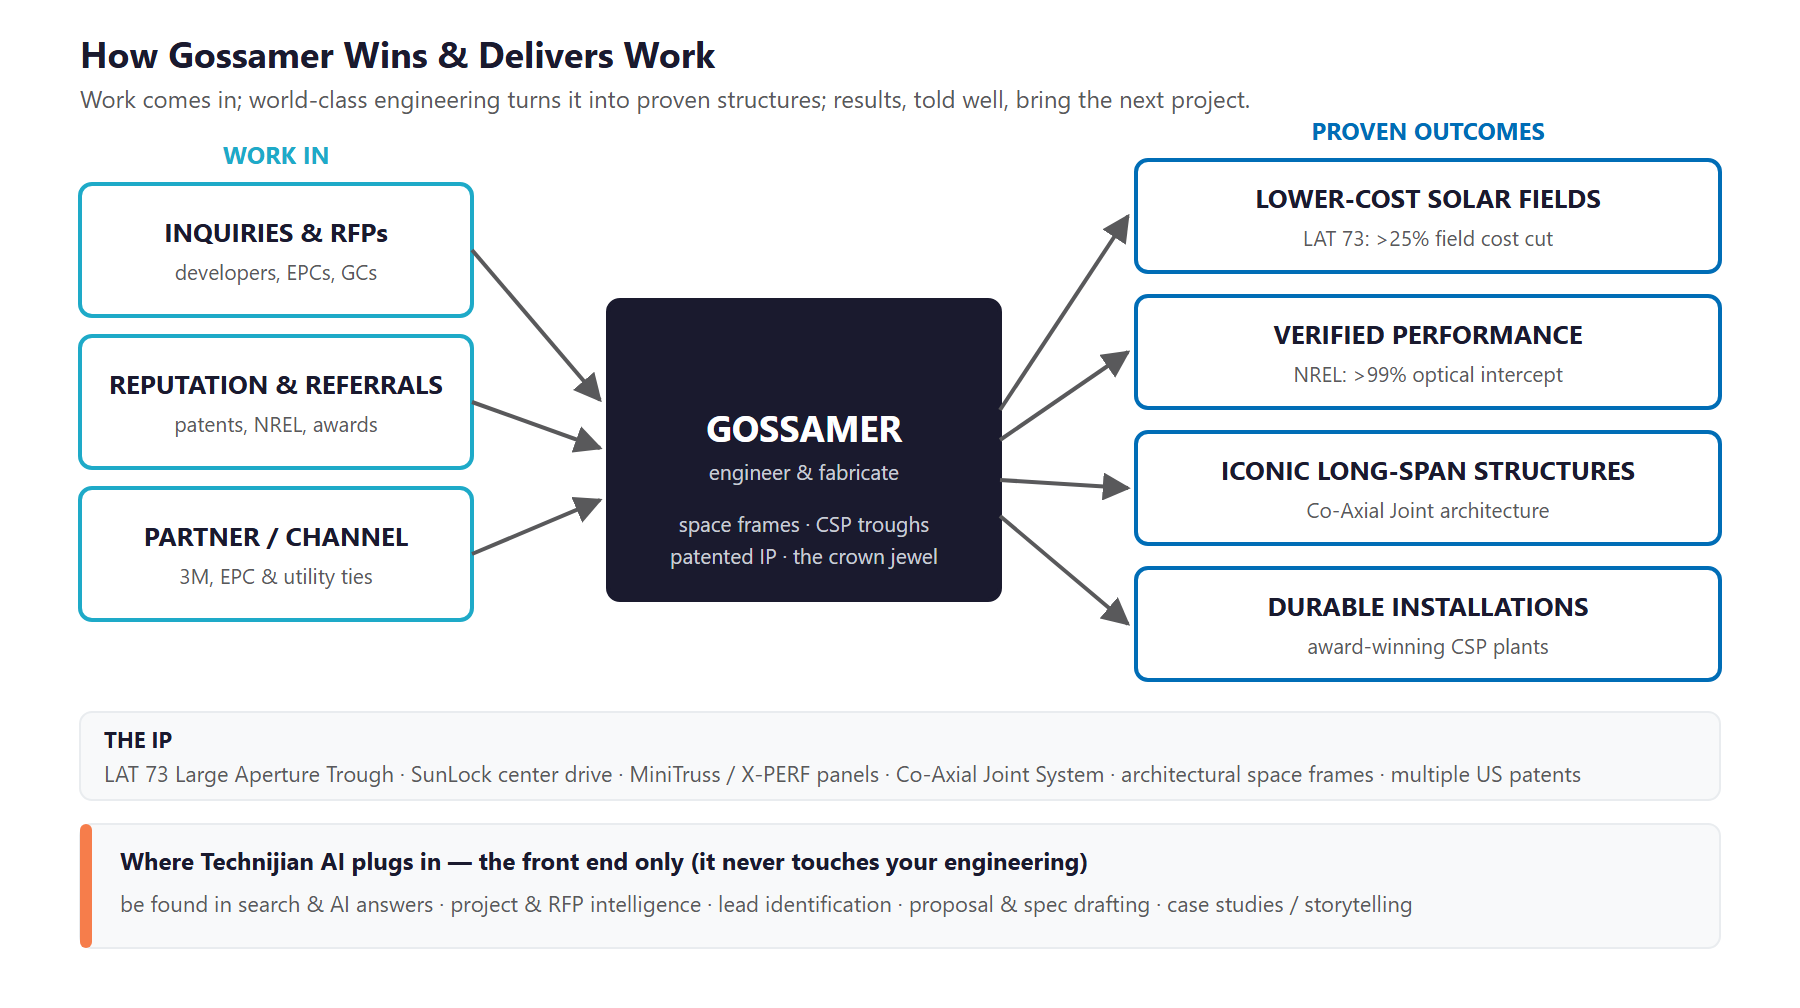 How Gossamer Wins & Delivers Work
Work comes in; world-class engineering turns it into proven structures; results, told well, bring the next project.
WORK IN
INQUIRIES & RFPs
developers, EPCs, GCs
REPUTATION & REFERRALS
patents, NREL, awards
PARTNER / CHANNEL
3M, EPC & utility ties
GOSSAMER
engineer & fabricate
space frames · CSP troughs
patented IP · the crown jewel
PROVEN OUTCOMES
LOWER-COST SOLAR FIELDS
LAT 73: >25% field cost cut
VERIFIED PERFORMANCE
NREL: >99% optical intercept
ICONIC LONG-SPAN STRUCTURES
Co-Axial Joint architecture
DURABLE INSTALLATIONS
award-winning CSP plants
THE IP
LAT 73 Large Aperture Trough · SunLock center drive · MiniTruss / X-PERF panels · Co-Axial Joint System · architectural space frames · multiple US patents
Where Technijian AI plugs in — the front end only (it never touches your engineering)
be found in search & AI answers · project & RFP intelligence · lead identification · proposal & spec drafting · case studies / storytelling